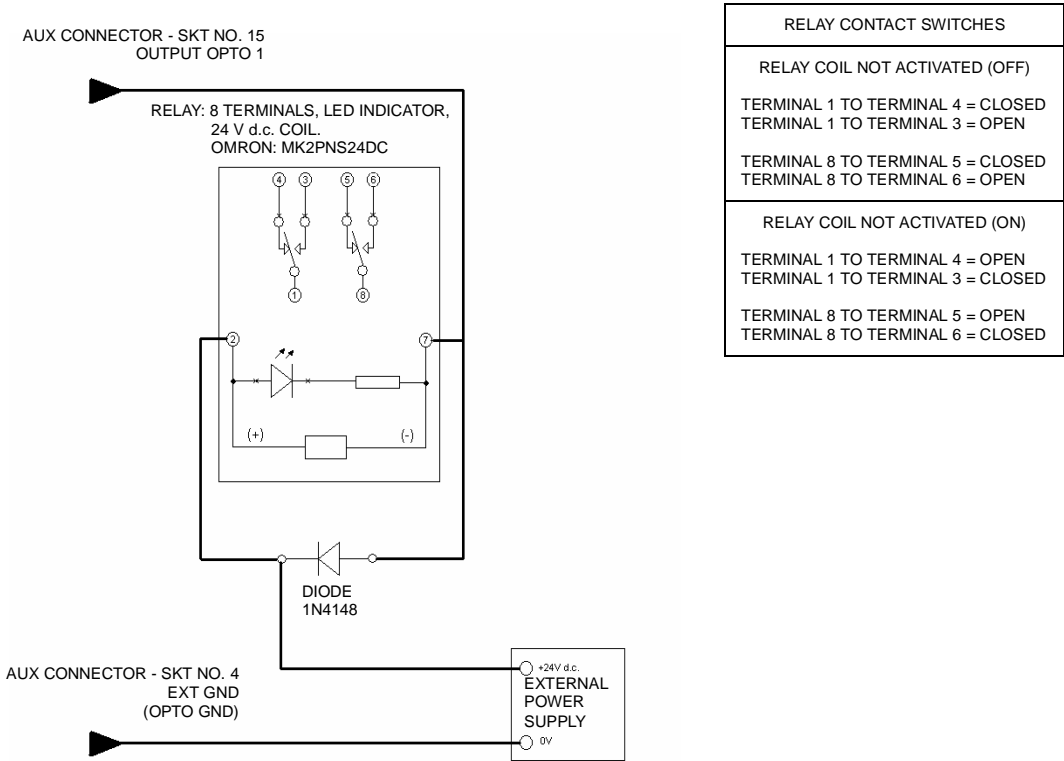 AUX CONNECTOR - SKT NO. 15
OUTPUT OPTO 1
RELAY: 8 TERMINALS, LED INDICATOR,
24 V d.c. COIL.
OMRON: MK2PNS24DC
4 3 5 6
1 8
2 7
(+) (-)
DIODE
1N4148
AUX CONNECTOR - SKT NO. 4
EXT GND
(OPTO GND)
+24V d.c.
EXTERNAL
POWER
SUPPLY
0V
RELAY CONTACT SWITCHES
RELAY COIL NOT ACTIVATED (OFF)
TERMINAL 1 TO TERMINAL 4 = CLOSED
TERMINAL 1 TO TERMINAL 3 = OPEN
TERMINAL 8 TO TERMINAL 5 = CLOSED
TERMINAL 8 TO TERMINAL 6 = OPEN
RELAY COIL NOT ACTIVATED (ON)
TERMINAL 1 TO TERMINAL 4 = OPEN
TERMINAL 1 TO TERMINAL 3 = CLOSED
TERMINAL 8 TO TERMINAL 5 = OPEN
TERMINAL 8 TO TERMINAL 6 = CLOSED